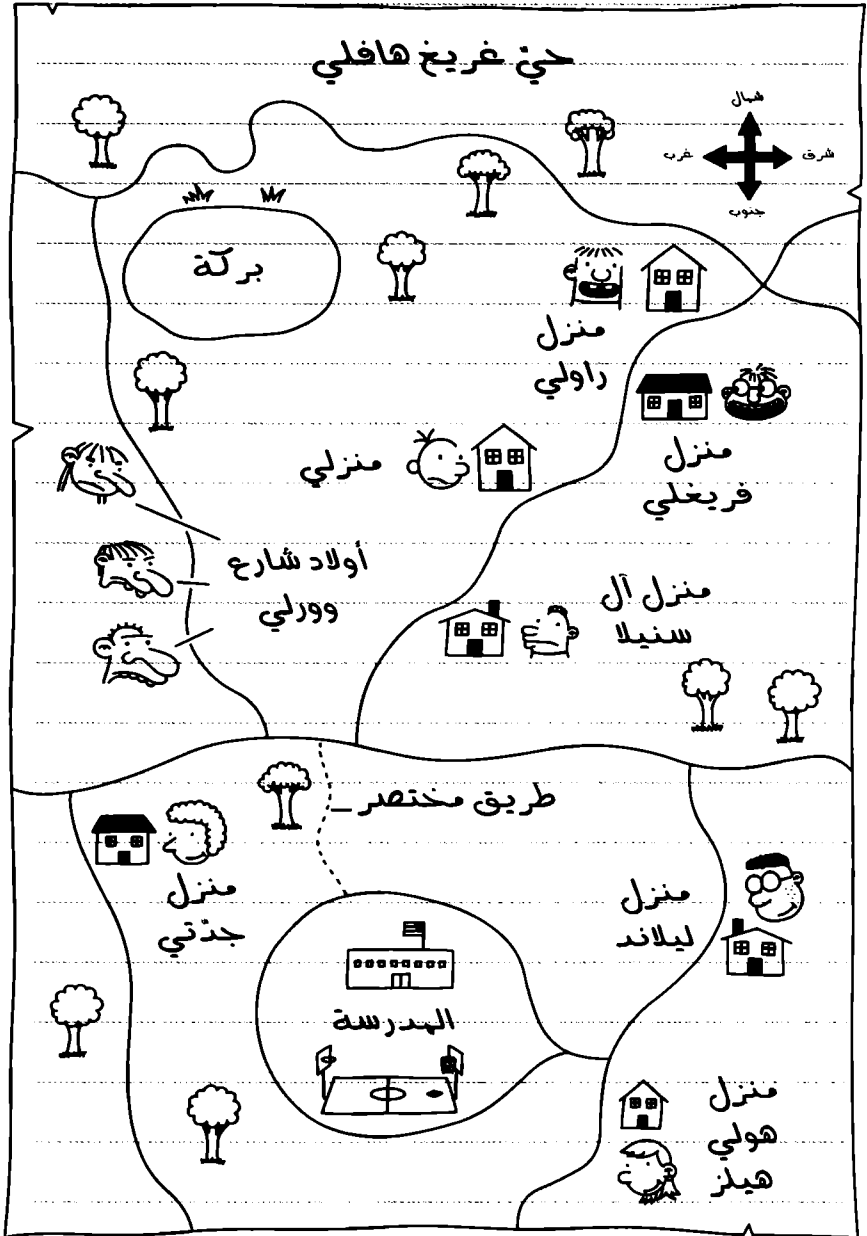 حيّ غريغ هافلي
شمال
شرق
غرب
جنوب
بركة
منزل
راولي
منزل
فريغلي
منزلي
أولاد شارع
وورلي
منزل آل
سنيلا
طريق مختصر
منزل
جدّتي
منزل
ليلاند
المدرسة
منزل
هولي
هيلز